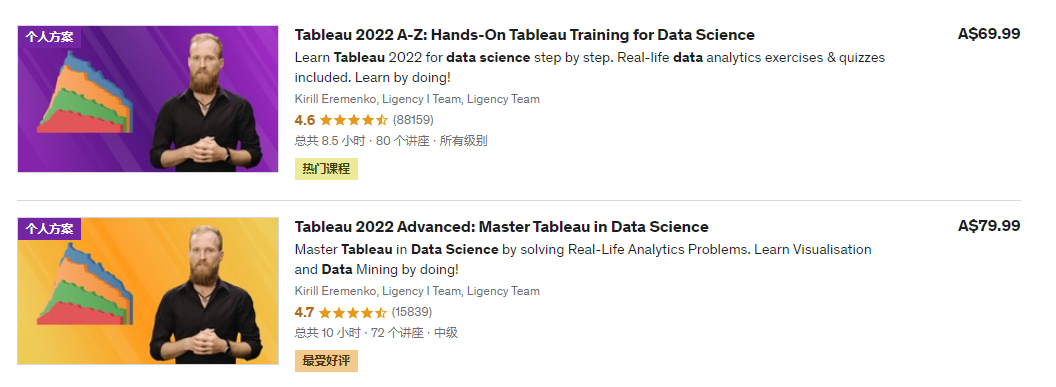 个人方案
Tableau 2022 A-Z: Hands-On Tableau Training for Data Science
A$69.99
Learn Tableau 2022 for data science step by step. Real-life data analytics exercises & quizzes
included. Learn by doing!
Kirill Eremenko, Ligency I Team, Ligency Team
4.6 (88159)
总共 8.5 小时 · 80 个讲座 · 所有级别
热门课程
个人方案
Tableau 2022 Advanced: Master Tableau in Data Science
A$79.99
Master Tableau in Data Science by solving Real-Life Analytics Problems. Learn Visualisation
and Data Mining by doing!
Kirill Eremenko, Ligency I Team, Ligency Team
4.7 (15839)
总共 10 小时 · 72 个讲座 · 中级
最受好评